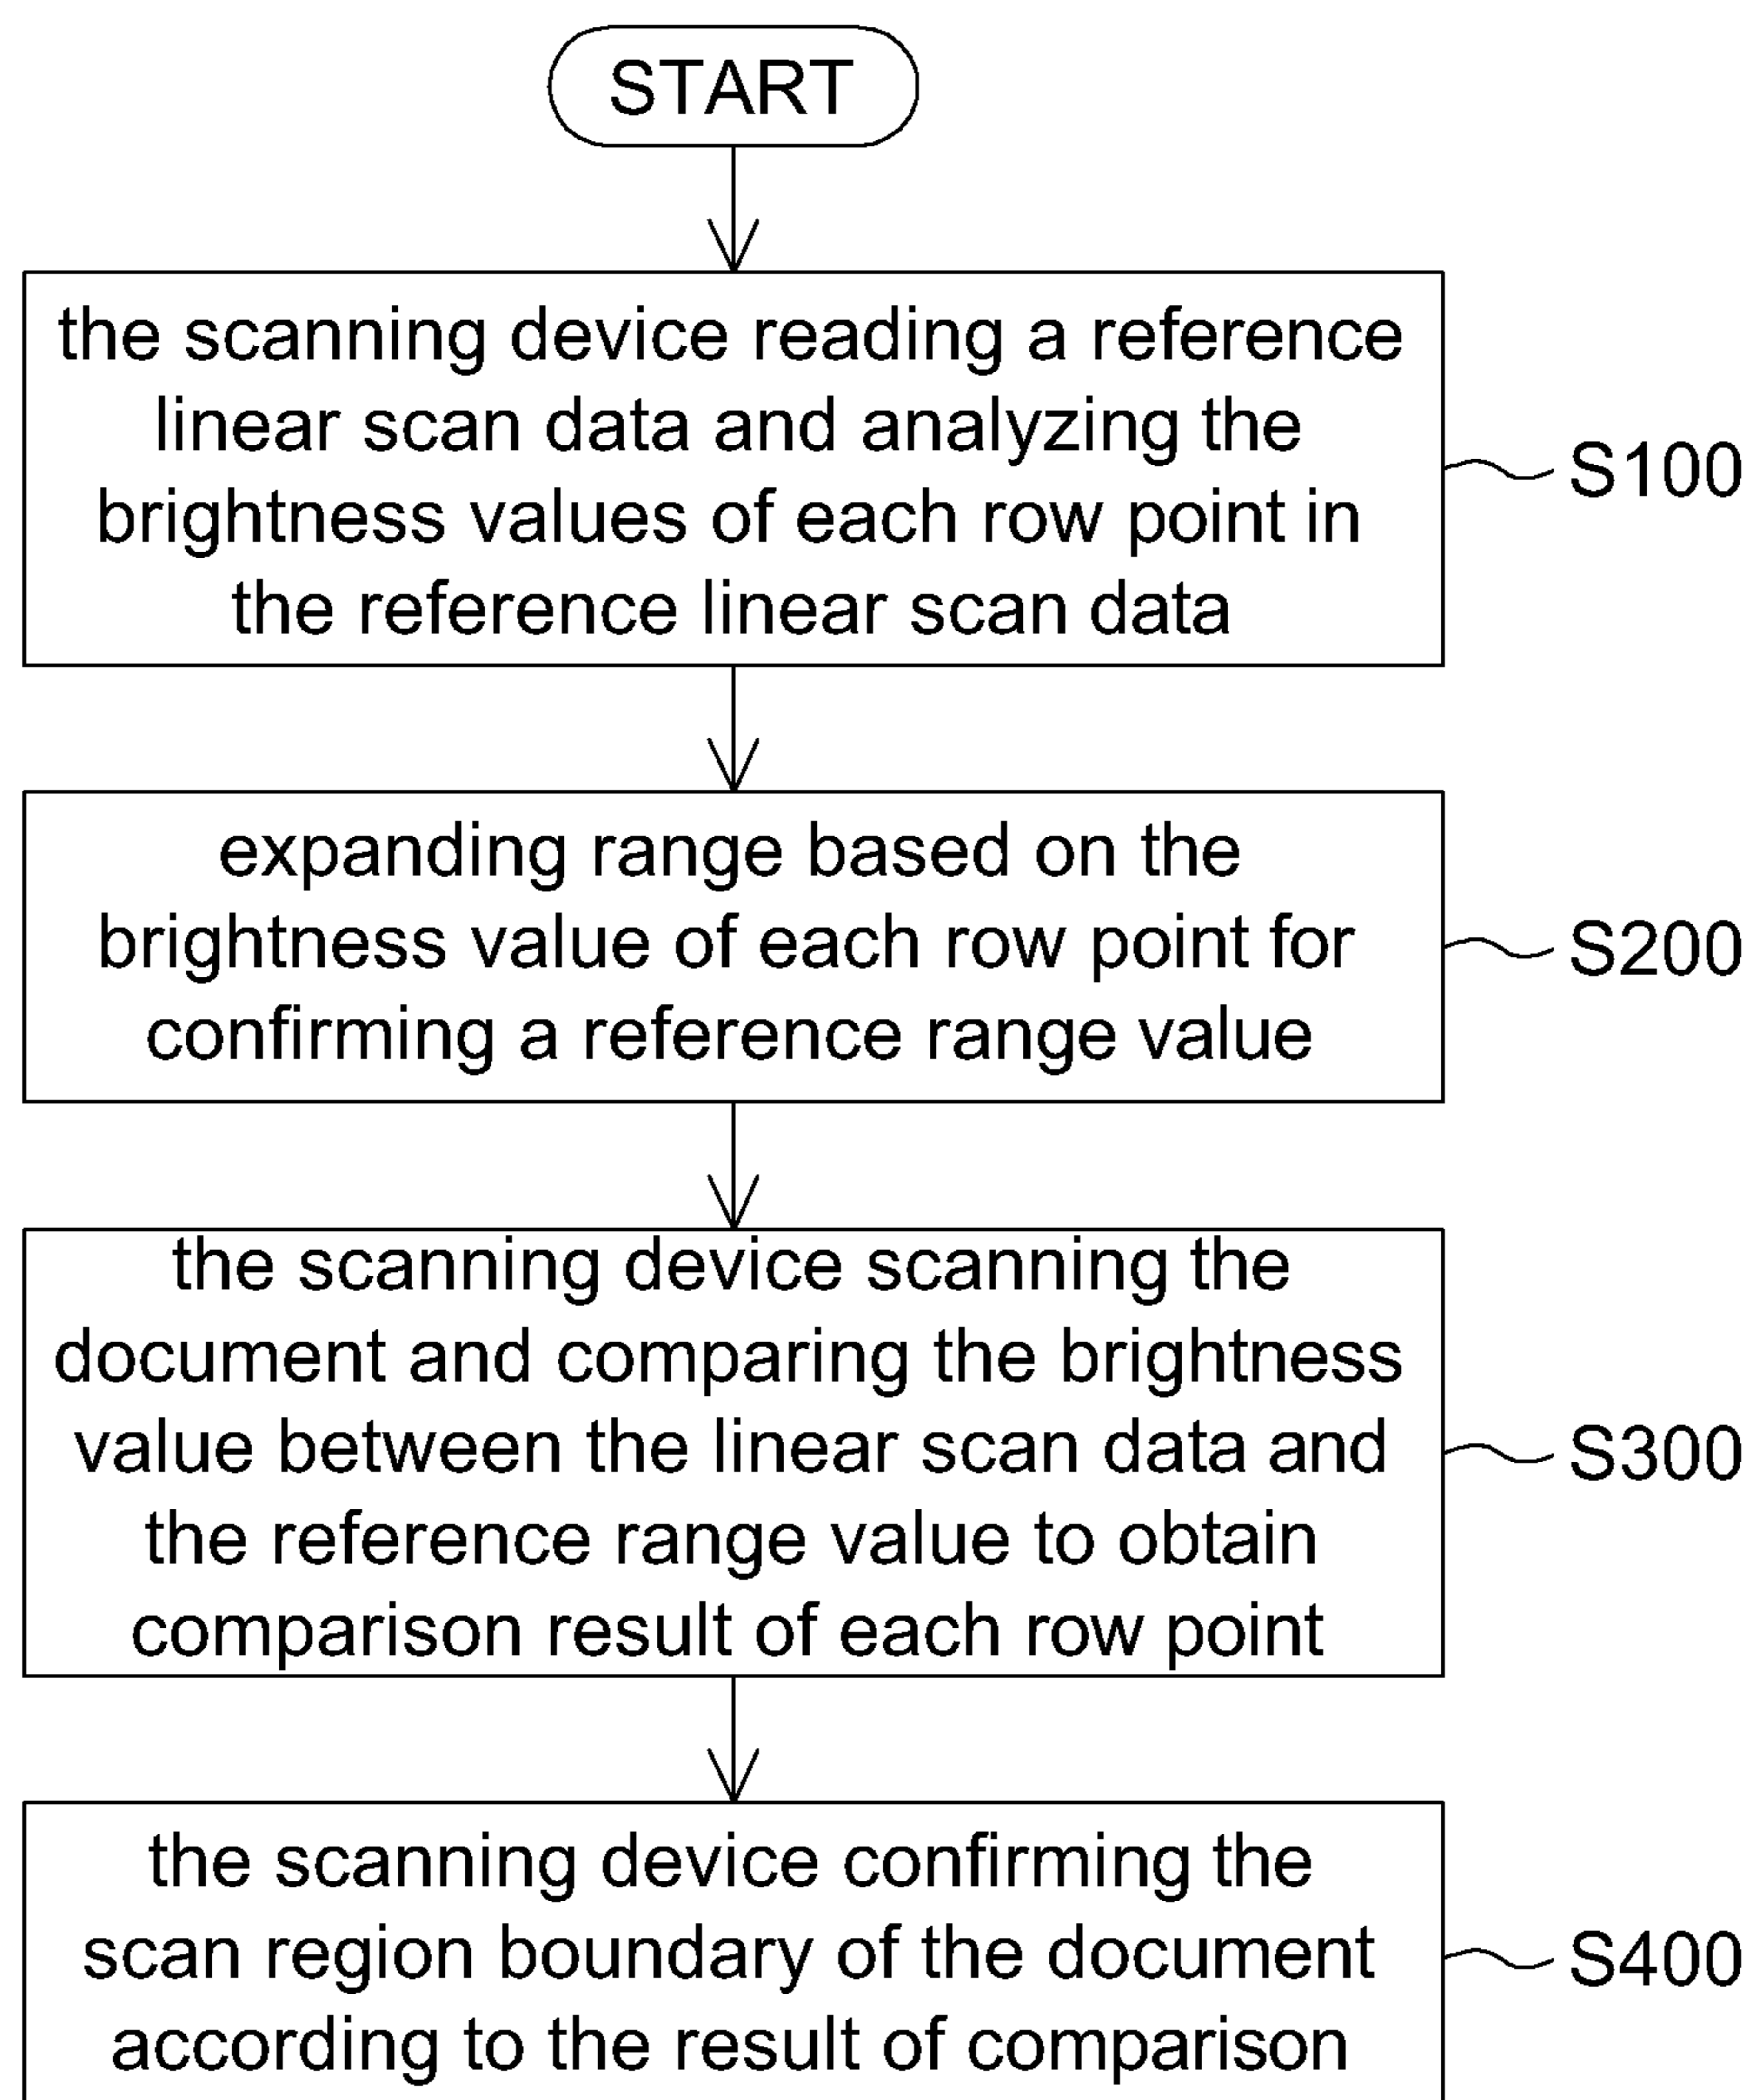 START
the scanning device reading a reference
linear scan data and analyzing the
brightness values of each row point in
the reference linear scan data
S100
expanding range based on the
brightness value of each row point for
confirming a reference range value
S200
the scanning device scanning the
document and comparing the brightness
value between the linear scan data and
the reference range value to obtain
comparison result of each row point
S300
the scanning device confirming the
scan region boundary of the document
according to the result of comparison
S400